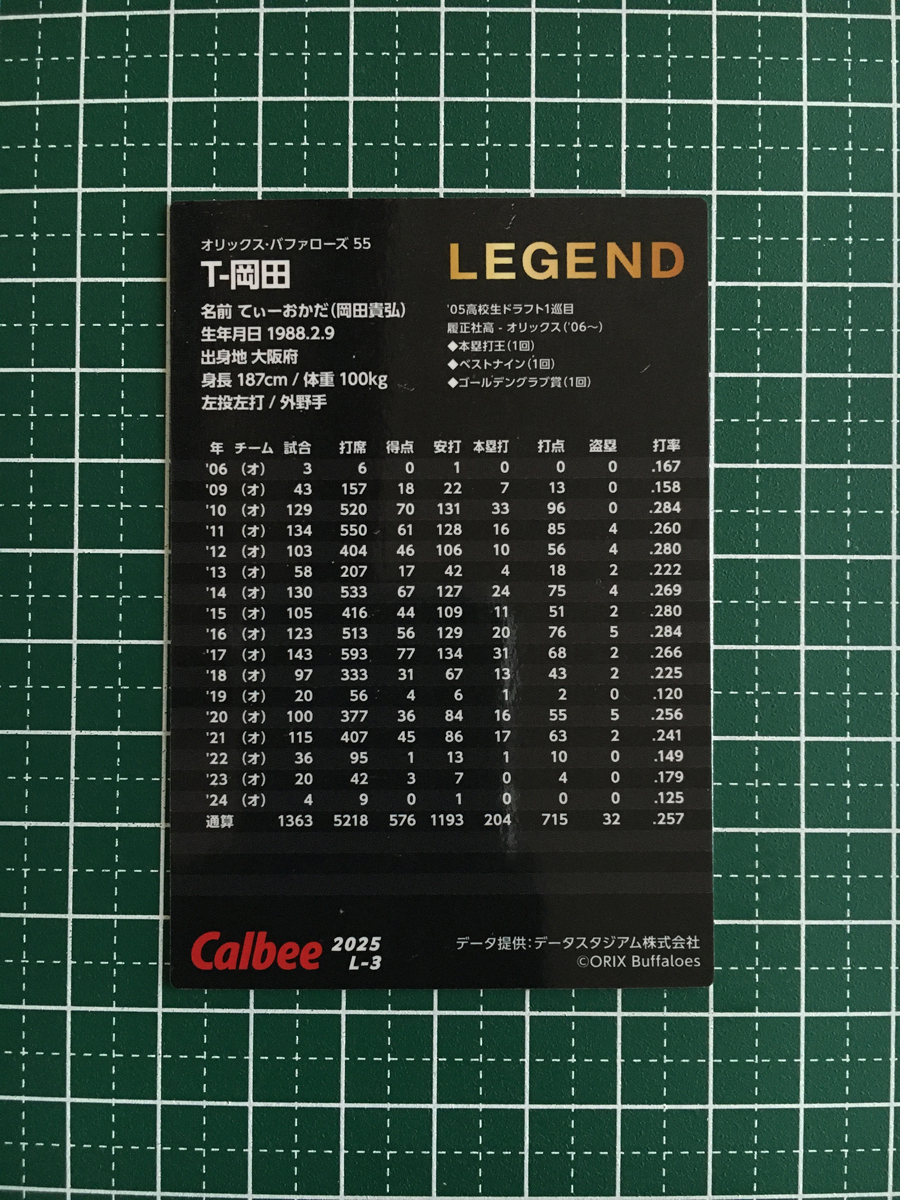 オリックス・バファローズ 55
T-岡田
LEGEND
名前 てぃーおかだ(岡田貴弘)
生年月日 1988.2.9
出身地 大阪府
身長 187cm / 体重 100kg
左投左打 / 外野手
'05高校生ドラフト1巡目
履正社高 - オリックス('06〜)
◆本塁打王(1回)
◆ベストナイン(1回)
◆ゴールデングラブ賞(1回)
年 チーム 試合 打席 得点 安打 本塁打 打点 盗塁 打率
'06 (オ) 3 6 0 1 0 0 0 .167
'09 (オ) 43 157 18 22 7 13 0 .158
'10 (オ) 129 520 70 131 33 96 0 .284
'11 (オ) 134 550 61 128 16 85 4 .260
'12 (オ) 103 404 46 106 10 56 4 .280
'13 (オ) 58 207 17 42 4 18 2 .222
'14 (オ) 130 533 67 127 24 75 4 .269
'15 (オ) 105 416 44 109 11 51 2 .280
'16 (オ) 123 513 56 129 20 76 5 .284
'17 (オ) 143 593 77 134 31 68 2 .266
'18 (オ) 97 333 31 67 13 43 2 .225
'19 (オ) 20 56 4 6 1 2 0 .120
'20 (オ) 100 377 36 84 16 55 5 .256
'21 (オ) 115 407 45 86 17 63 2 .241
'22 (オ) 36 95 1 13 1 10 0 .149
'23 (オ) 20 42 3 7 0 4 0 .179
'24 (オ) 4 9 0 1 0 0 0 .125
通算 1363 5218 576 1193 204 715 32 .257
Calbee 2025
L-3
データ提供:データスタジアム株式会社
©ORIX Buffaloes